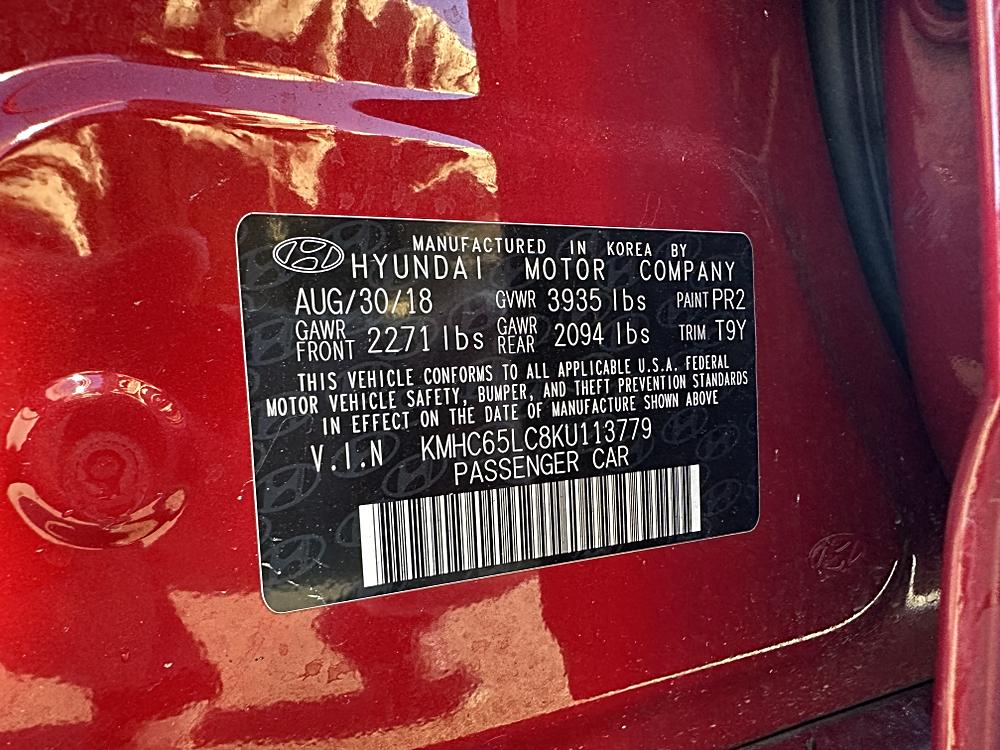 MANUFACTURED IN KOREA BY
HYUNDAI MOTOR COMPANY
AUG/30/18 GVWR 3935 lbs PAINT PR2
GAWR FRONT 2271 lbs GAWR REAR 2094 lbs TRIM T9Y
THIS VEHICLE CONFORMS TO ALL APPLICABLE U.S.A. FEDERAL
MOTOR VEHICLE SAFETY, BUMPER, AND THEFT PREVENTION STANDARDS
IN EFFECT ON THE DATE OF MANUFACTURE SHOWN ABOVE
V.I.N KMHC65LC8KU113779
PASSENGER CAR